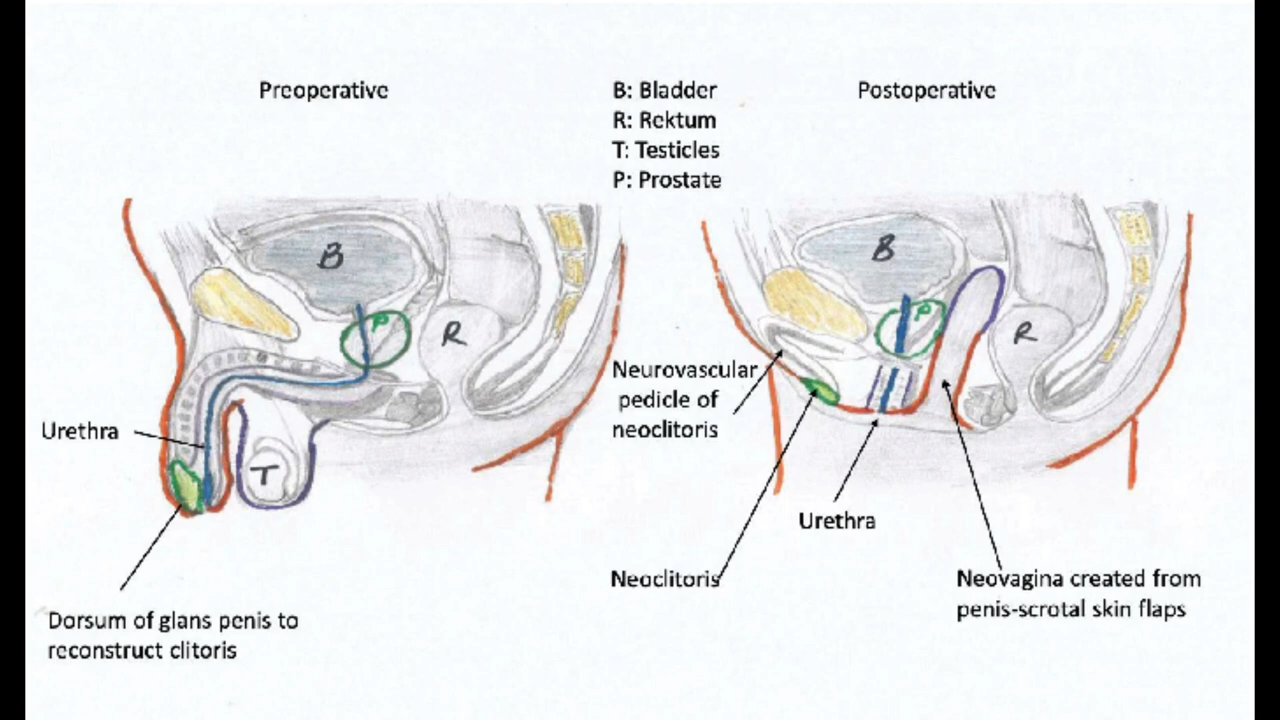 Preoperative
B: Bladder
R: Rektum
T: Testicles
P: Prostate
Postoperative
B
P
R
T
Urethra
Dorsum of glans penis to
reconstruct clitoris
B
P
R
Neurovascular
pedicle of
neoclitoris
Urethra
Neoclitoris
Neovagina created from
penis-scrotal skin flaps